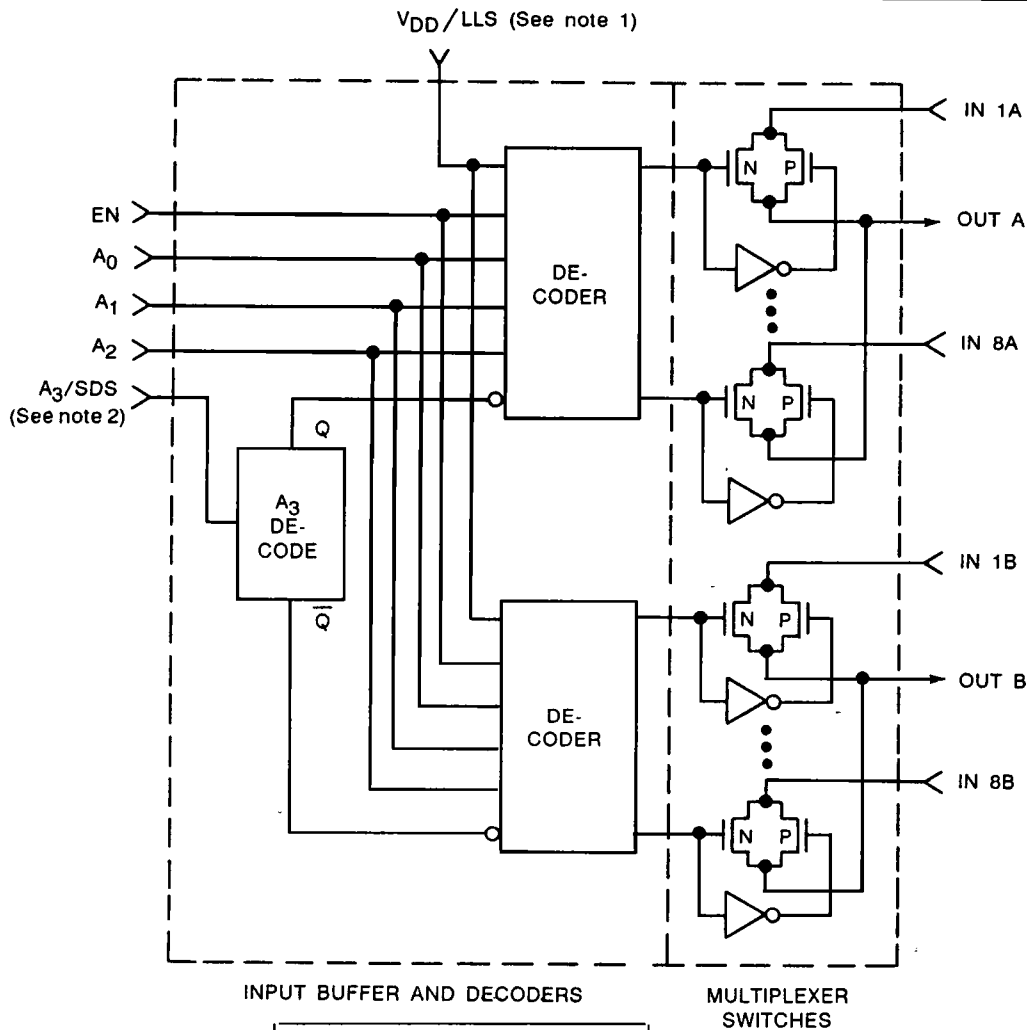 V_DD/LLS (See note 1)
IN 1A
N P
EN
OUT A
A_0
DE-
CODER
A_1
A_2
IN 8A
A_3/SDS
(See note 2)
N P
Q
A_3
DE-
CODE
IN 1B
Q̅
N P
OUT B
DE-
CODER
IN 8B
N P
INPUT BUFFER AND DECODERS
MULTIPLEXER
SWITCHES